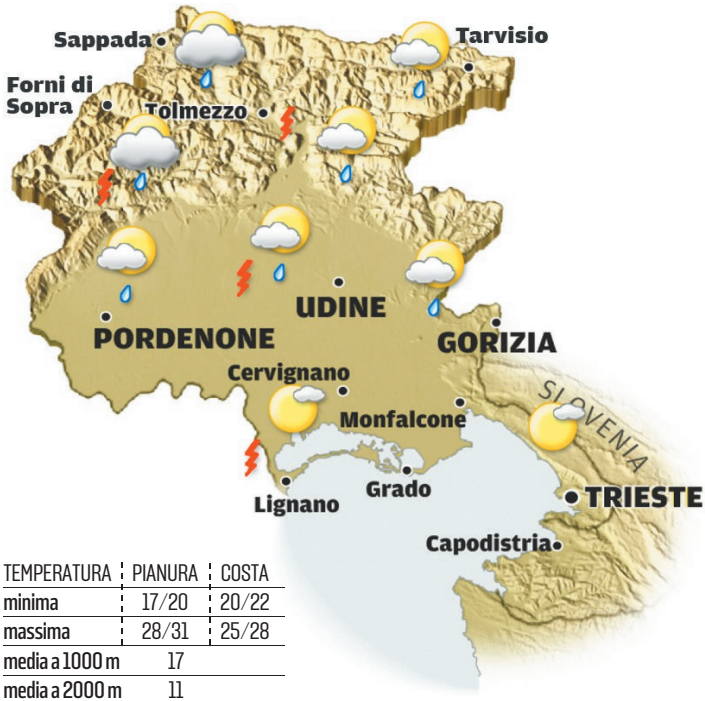 Sappada
Tarvisio
Forni di
Sopra
Tolmezzo
UDINE
PORDENONE
GORIZIA
Cervignano
SLOVENIA
Monfalcone
Grado
Lignano
TRIESTE
Capodistria
TEMPERATURA PIANURA COSTA
minima 17/20 20/22
massima 28/31 25/28
media a 1000 m 17
media a 2000 m 11